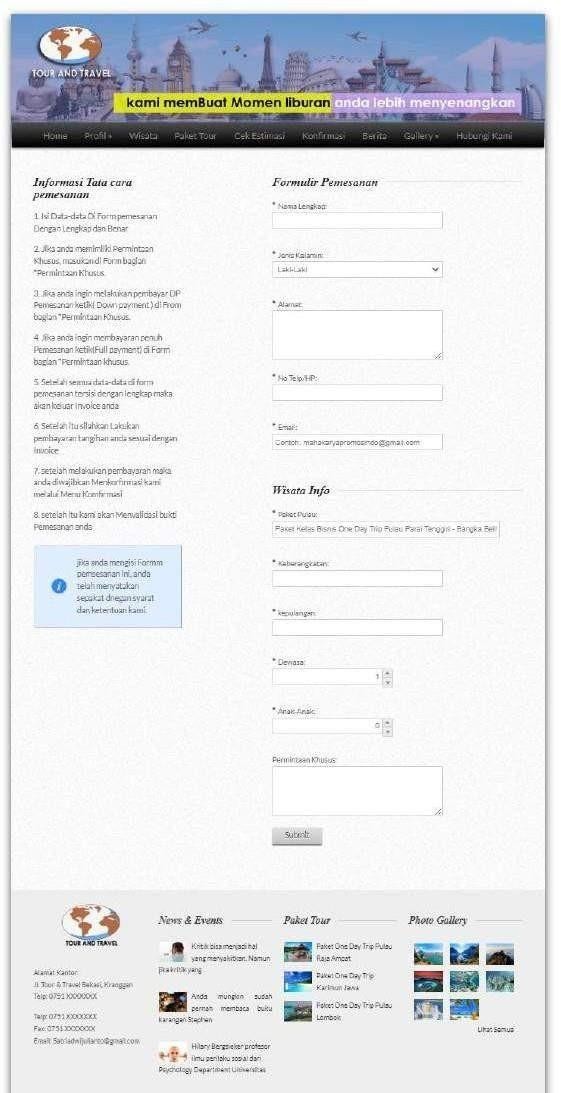 TOUR AND TRAVEL
kami memBuat Momen liburan anda lebih menyenangkan
Home Profil » Wisata Paket Tour Cek Estimasi Konfirmasi Berita Gallery » Hubungi Kami
Informasi Tata cara
pemesanan
1. Isi Data-data Di Form pemesanan
Dengan Lengkap dan Benar
2. Jika anda memimliki Permintaan
Khusus, masukan di Form bagian
"Permintaan Khusus.
3. Jika anda ingin melakukan pembayar DP
Pemesanan ketik( Down payment ) di From
bagian "Permintaan Khusus.
4. Jika anda ingin membayaran penuh
Pemesanan ketik(Full payment) di Form
bagian "Permintaan khusus.
5. Setelah semua data-data di form
pemesanan tersisi dengan lengkap maka
akan keluar Invoice anda
6. Setelah itu silahkan Lakukan
pembayaran tangihan anda sesuai dengan
Invoice
7. setelah melakukan pembayarah maka
anda diwajibkan Menkorfirmasi kami
melalui Menu Komfirmasi
8. setelah itu kami akan Menvalidasi bukti
Pemesanan anda
jika anda mengisi Formm
pemsesanan ini, anda
telah menyatakan
sepakat dnegan syarat
dan ketentuan kami.
Formulir Pemesanan
* Nama Lengkap:
* Jenis Kelamin:
Laki-Laki
* Alamat:
* No Telp/HP:
* Email:
Contoh: mahakaryapromosindo@gmail.com
Wisata Info
* Paket Pulau:
Paket Kelas Bisnis One Day Trip Pulau Parai Tenggiri - Bangka Beli
* Keberangkatan:
* kepulangan:
* Dewasa:
1
* Anak-Anak:
0
Permintaan Khusus:
Submit
TOUR AND TRAVEL
Alamat Kantor:
Jl. Tour & Travel Bekasi, Kranggan
Telp: 0751 XXXXXXX
Telp: 0751 XXXXXXX
Fax: 0751 XXXXXXX
Email: Satriadwijulianto@gmail.com
News & Events
Kritik bisa menjadi hal
yang menyakitkan. Namun
jika kritik yang
Anda mungkin sudah
pernah membaca buku
karangan Stephen
Hilary Bergsieker profesor
ilmu perilaku sosial dari
Psychology Department Universitas
Paket Tour
Paket One Day Trip Pulau
Raja Ampat
Paket One Day Trip
Karimun Jawa
Paket One Day Trip Pulau
Lombok
Photo Gallery
Lihat Semua